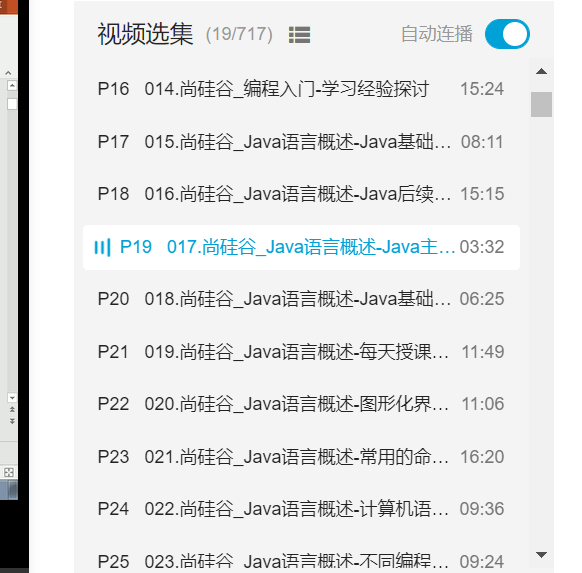 视频选集 (19/717) 自动连播
P16 014.尚硅谷_编程入门-学习经验探讨 15:24
P17 015.尚硅谷_Java语言概述-Java基础… 08:11
P18 016.尚硅谷_Java语言概述-Java后续… 15:15
P19 017.尚硅谷_Java语言概述-Java主… 03:32
P20 018.尚硅谷_Java语言概述-Java基础… 06:25
P21 019.尚硅谷_Java语言概述-每天授课… 11:49
P22 020.尚硅谷_Java语言概述-图形化界… 11:06
P23 021.尚硅谷_Java语言概述-常用的命… 16:20
P24 022.尚硅谷_Java语言概述-计算机语… 09:36
P25 023.尚硅谷_Java语言概述-不同编程… 09:24